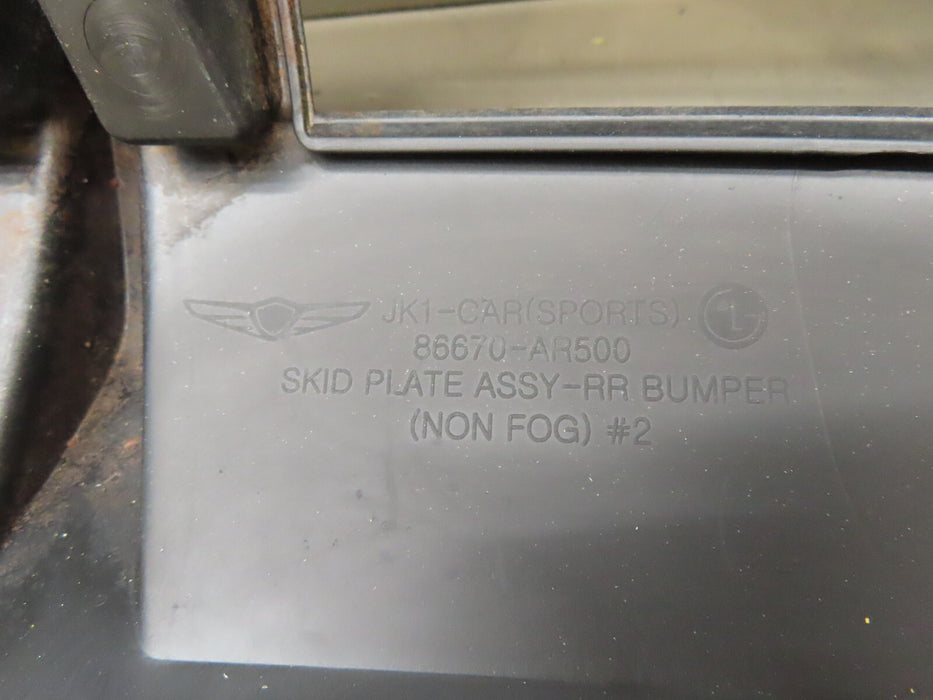 JK1-CAR(SPORTS)
86670-AR500
SKID PLATE ASSY-RR BUMPER
(NON FOG) #2